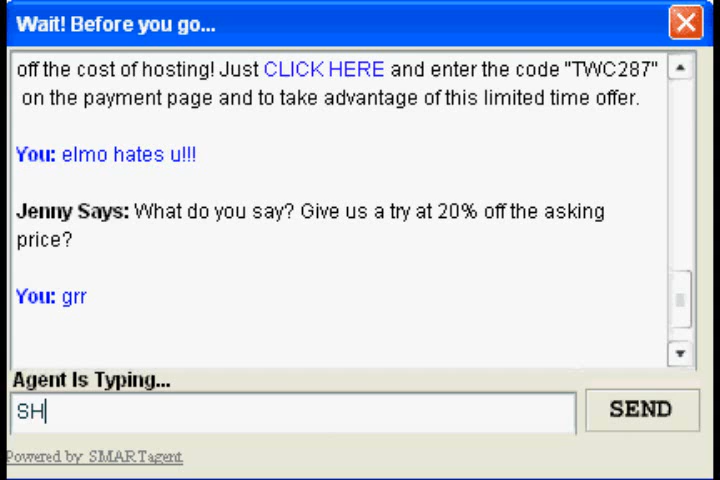 Wait! Before you go...
off the cost of hosting! Just CLICK HERE and enter the code "TWC287"
on the payment page and to take advantage of this limited time offer.
You: elmo hates u!!!
Jenny Says: What do you say? Give us a try at 20% off the asking
price?
You: grr
Agent Is Typing...
SH
SEND
Powered by SMARTagent